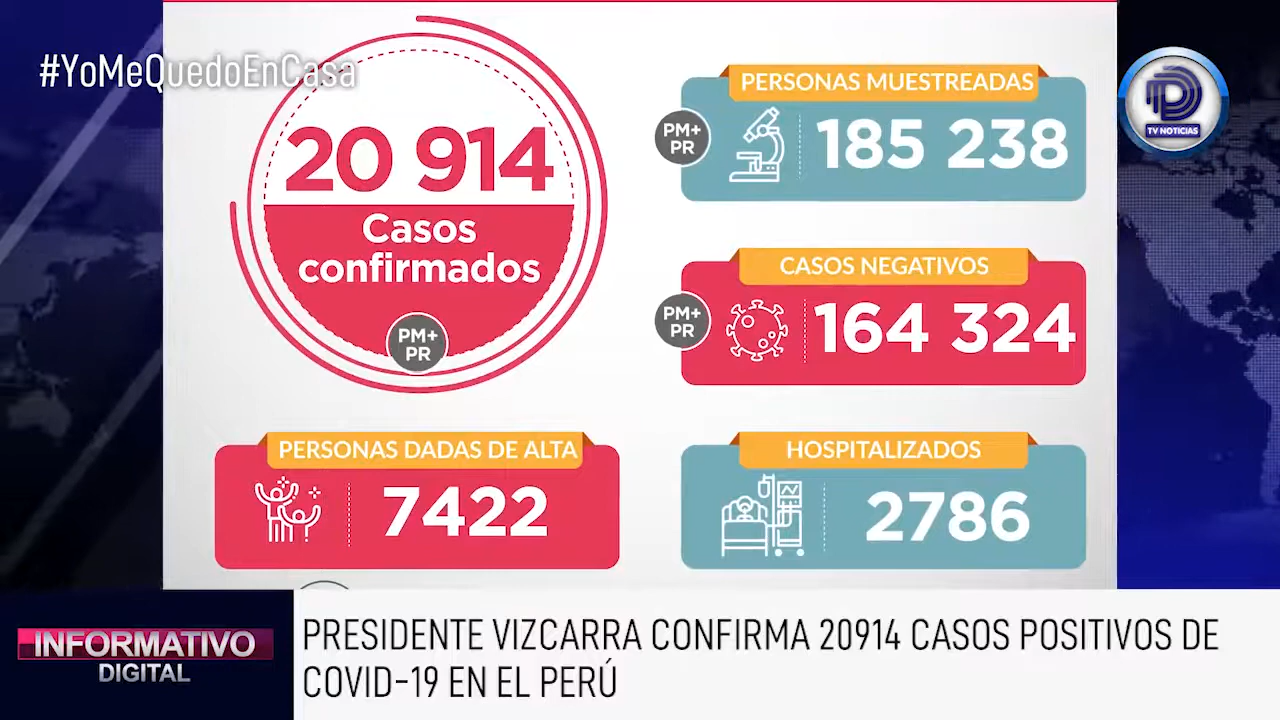 #YoMeQuedoEnCasa
20 914
Casos
confirmados
PM+
PR
PERSONAS MUESTREADAS
PM+
PR
185 238
TV NOTICIAS
CASOS NEGATIVOS
PM+
PR
164 324
PERSONAS DADAS DE ALTA
7422
HOSPITALIZADOS
2786
INFORMATIVO
DIGITAL
PRESIDENTE VIZCARRA CONFIRMA 20914 CASOS POSITIVOS DE
COVID-19 EN EL PERÚ